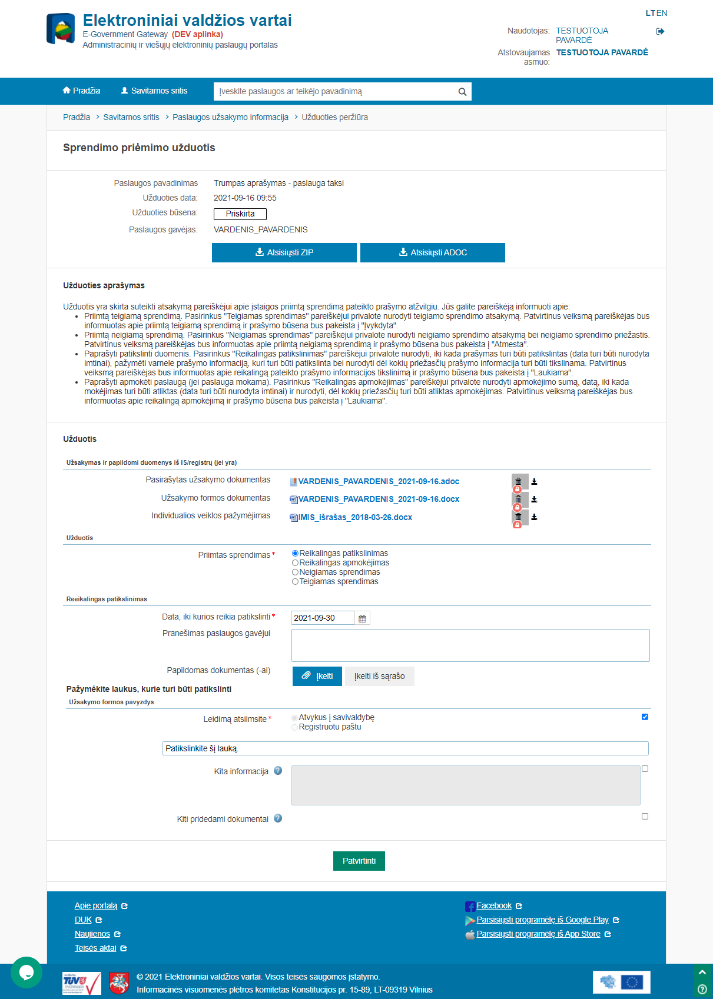 LT EN
Elektroniniai valdžios vartai
E-Government Gateway (DEV aplinka)
Administracinių ir viešųjų elektroninių paslaugų portalas
Naudotojas: TESTUOTOJA PAVARDĖ
Atstovaujamas asmuo: TESTUOTOJA PAVARDĖ
Pradžia
Savitarnos sritis
Įveskite paslaugos ar teikėjo pavadinimą
Pradžia > Savitarnos sritis > Paslaugos užsakymo informacija > Užduoties peržiūra
Sprendimo priėmimo užduotis
Paslaugos pavadinimas Trumpas aprašymas - paslauga taksi
Užduoties data: 2021-09-16 09:55
Užduoties būsena: Priskirta
Paslaugos gavėjas: VARDENIS_PAVARDENIS
Atsisiųsti ZIP
Atsisiųsti ADOC
Užduoties aprašymas
Užduotis yra skirta suteikti atsakymą pareiškėjui apie įstaigos priimtą sprendimą pateikto prašymo atžvilgiu. Jūs galite pareiškėją informuoti apie:
• Priimtą teigiamą sprendimą. Pasirinkus "Teigiamas sprendimas" pareiškėjui privalote nurodyti teigiamo sprendimo atsakymą. Patvirtinus veiksmą pareiškėjas bus
informuotas apie priimtą teigiamą sprendimą ir prašymo būsena bus pakeista į "Įvykdyta".
• Priimtą neigiamą sprendimą. Pasirinkus "Neigiamas sprendimas" pareiškėjui privalote nurodyti neigiamo sprendimo atsakymą bei neigiamo sprendimo priežastis.
Patvirtinus veiksmą pareiškėjas bus informuotas apie priimtą neigiamą sprendimą ir prašymo būsena bus pakeista į "Atmesta".
• Paprašyti patikslinti duomenis. Pasirinkus "Reikalingas patikslinimas" pareiškėjui privalote nurodyti, iki kada prašymas turi būti patikslintas (data turi būti nurodyta
imtinai), pažymėti varnele prašymo informaciją, kuri turi būti patikslinta bei nurodyti dėl kokių priežasčių prašymo informacija turi būti tikslinama. Patvirtinus
veiksmą pareiškėjas bus informuotas apie reikalingą pateikto prašymo informacijos tikslinimą ir prašymo būsena bus pakeista į "Laukiama".
• Paprašyti apmokėti paslaugą (jei paslauga mokama). Pasirinkus "Reikalingas apmokėjimas" pareiškėjui privalote nurodyti apmokėjimo sumą, datą, iki kada
mokėjimas turi būti atliktas (data turi būti nurodyta imtinai) ir nurodyti, dėl kokių priežasčių turi būti atliktas apmokėjimas. Patvirtinus veiksmą pareiškėjas bus
informuotas apie reikalingą apmokėjimą ir prašymo būsena bus pakeista į "Laukiama".
Užduotis
Užsakymas ir papildomi duomenys iš IS/registrų (jei yra)
Pasirašytas užsakymo dokumentas VARDENIS_PAVARDENIS_2021-09-16.adoc
Užsakymo formos dokumentas VARDENIS_PAVARDENIS_2021-09-16.docx
Individualios veiklos pažymėjimas IMIS_išrašas_2018-03-26.docx
Užduotis
Priimtas sprendimas* Reikalingas patikslinimas
Reikalingas apmokėjimas
Neigiamas sprendimas
Teigiamas sprendimas
Reeikalingas patikslinimas
Data, iki kurios reikia patikslinti* 2021-09-30
Pranešimas paslaugos gavėjui
Papildomas dokumentas (-ai) Įkelti Įkelti iš sąrašo
Pažymėkite laukus, kurie turi būti patikslinti
Užsakymo formos pavyzdys
Leidimą atsiimsite* Atvykus į savivaldybę
Registruotu paštu
Patikslinkite šį lauką.
Kita informacija ?
Kiti pridedami dokumentai ?
Patvirtinti
Apie portalą
DUK
Naujienos
Teisės aktai
Facebook
Parsisiųsti programėlę iš Google Play
Parsisiųsti programėlę iš App Store
TÜV
THÜRINGEN
© 2021 Elektroniniai valdžios vartai. Visos teisės saugomos įstatymo.
Informacinės visuomenės plėtros komitetas Konstitucijos pr. 15-89, LT-09319 Vilnius